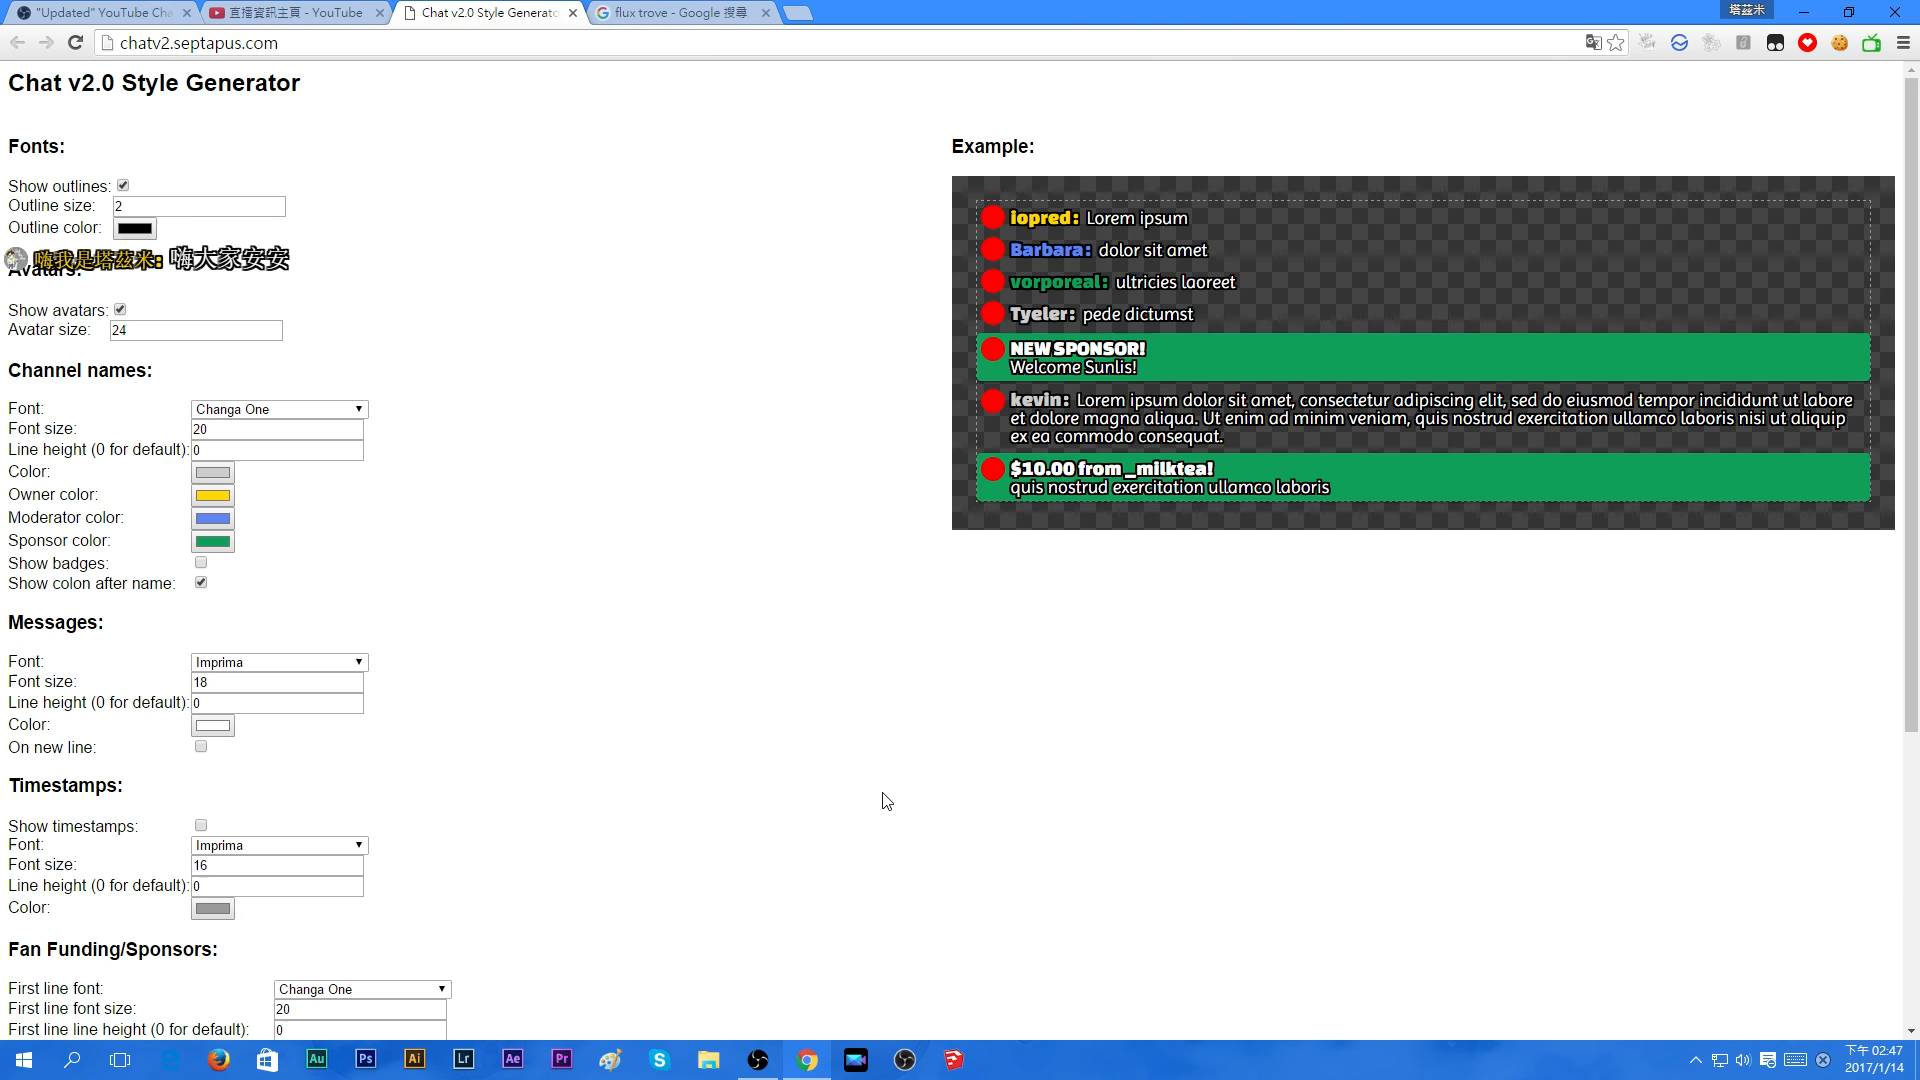 "Updated" YouTube Cha
直播資訊主頁 - YouTube
Chat v2.0 Style Generato
flux trove - Google 搜尋
塔茲米
chatv2.septapus.com
Chat v2.0 Style Generator
Fonts:
Show outlines:
Outline size: 2
Outline color:
嗨我是塔茲米: 嗨大家安安
Avatars:
Show avatars:
Avatar size: 24
Channel names:
Font: Changa One
Font size: 20
Line height (0 for default): 0
Color:
Owner color:
Moderator color:
Sponsor color:
Show badges:
Show colon after name:
Messages:
Font: Imprima
Font size: 18
Line height (0 for default): 0
Color:
On new line:
Timestamps:
Show timestamps:
Font: Imprima
Font size: 16
Line height (0 for default): 0
Color:
Fan Funding/Sponsors:
First line font: Changa One
First line font size: 20
First line line height (0 for default): 0
Example:
iopred: Lorem ipsum
Barbara: dolor sit amet
vorporeal: ultricies laoreet
Tyeler: pede dictumst
NEW SPONSOR!
Welcome Sunlis!
kevin: Lorem ipsum dolor sit amet, consectetur adipiscing elit, sed do eiusmod tempor incididunt ut labore
et dolore magna aliqua. Ut enim ad minim veniam, quis nostrud exercitation ullamco laboris nisi ut aliquip
ex ea commodo consequat.
$10.00 from _milktea!
quis nostrud exercitation ullamco laboris
Au
Ps
Ai
Lr
Ae
Pr
下午 02:47
2017/1/14